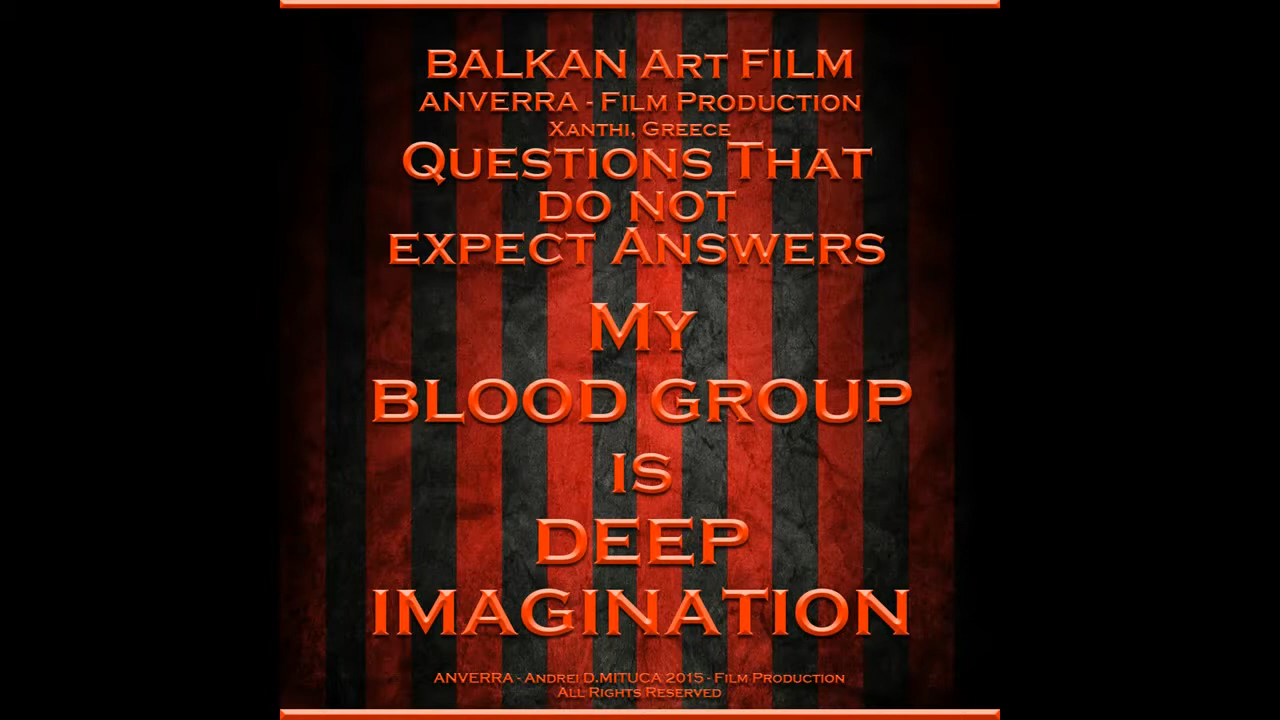 BALKAN ART FILM
ANVERRA - FILM PRODUCTION
XANTHI, GREECE
QUESTIONS THAT
DO NOT
EXPECT ANSWERS
MY
BLOOD GROUP
IS
DEEP
IMAGINATION
ANVERRA - ANDREI D.MITUCA 2015 - FILM PRODUCTION
ALL RIGHTS RESERVED